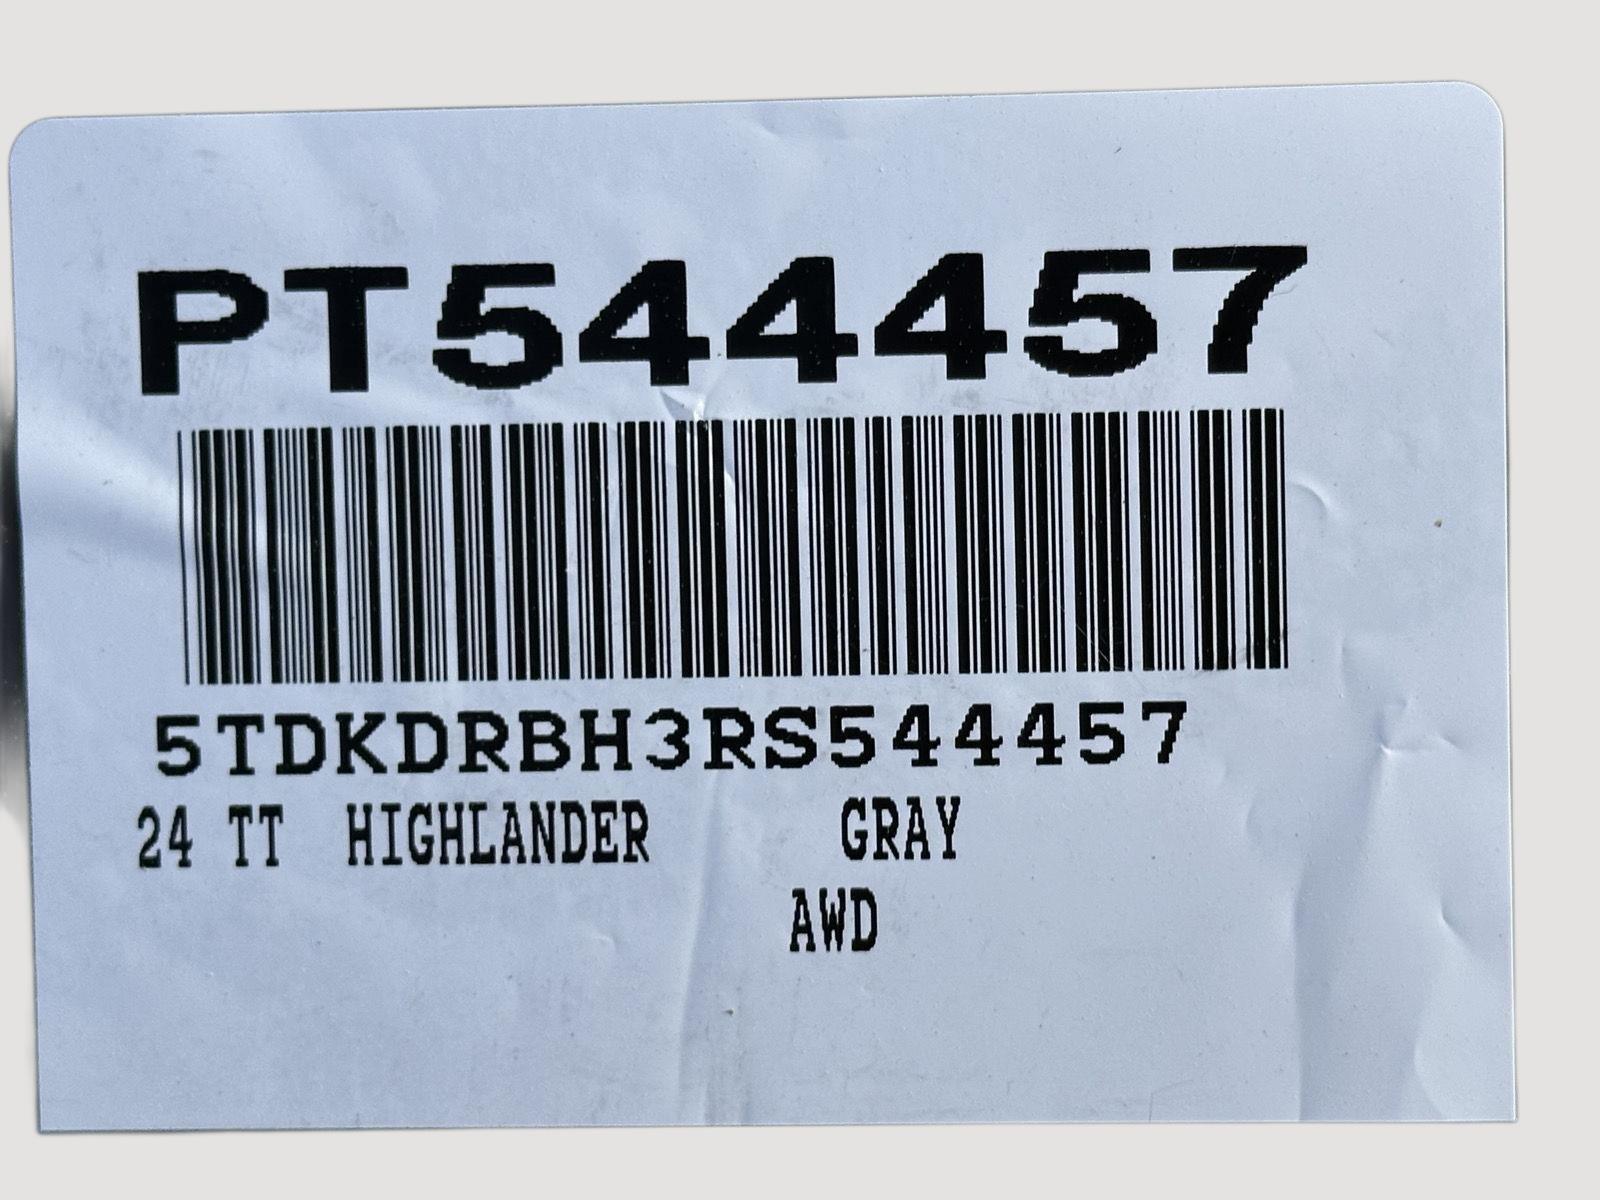 PT544457
5TDKDRBH3RS544457
24 TT HIGHLANDER GRAY
AWD